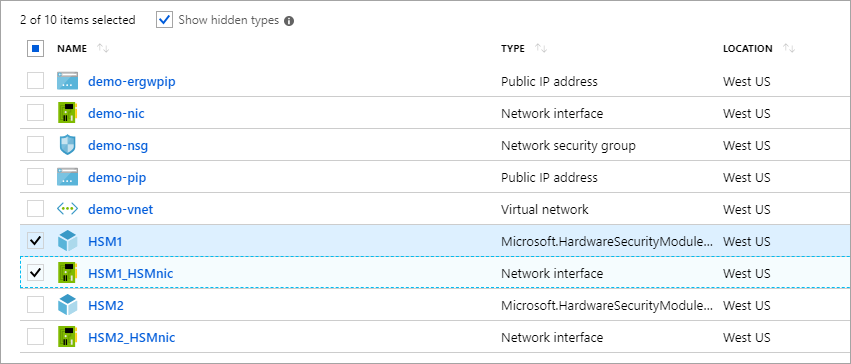 2 of 10 items selected Show hidden types
NAME TYPE LOCATION
demo-ergwpip Public IP address West US
demo-nic Network interface West US
demo-nsg Network security group West US
demo-pip Public IP address West US
demo-vnet Virtual network West US
HSM1 Microsoft.HardwareSecurityModule... West US
HSM1_HSMnic Network interface West US
HSM2 Microsoft.HardwareSecurityModule... West US
HSM2_HSMnic Network interface West US